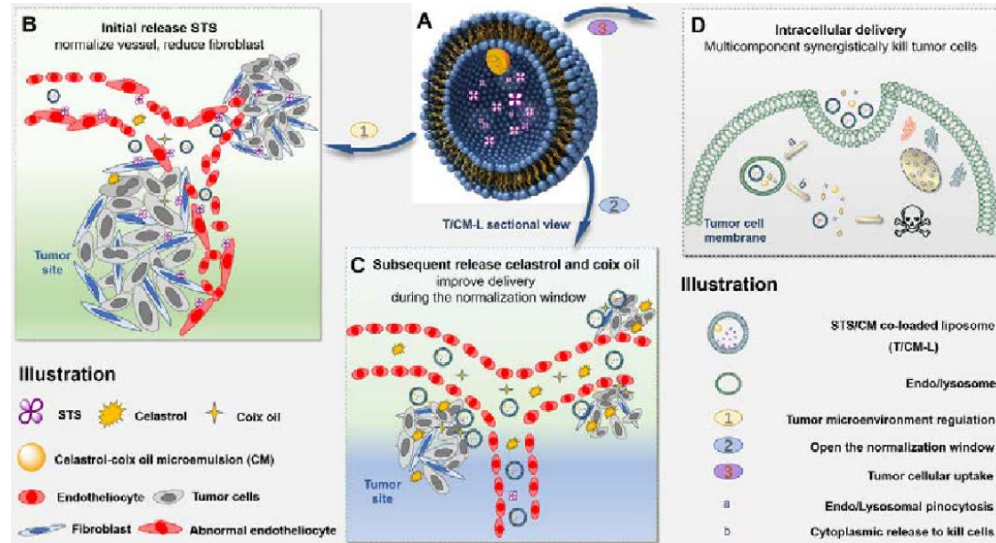 B
Initial release STS
normalize vessel, reduce fibroblast
Tumor
site
A
3
1
2
T/CM-L sectional view
D
Intracellular delivery
Multicomponent synergistically kill tumor cells
a
b
Tumor cell
membrane
C
Subsequent release celastrol and coix oil
improve delivery
during the normalization window
Tumor
site
Illustration
STS
Celastrol
Coix oil
Celastrol-coix oil microemulsion (CM)
Endotheliocyte
Tumor cells
Fibroblast
Abnormal endotheliocyte
Illustration
STS/CM co-loaded liposome
(T/CM-L)
Endo/lysosome
1
Tumor microenvironment regulation
2
Open the normalization window
3
Tumor cellular uptake
a
Endo/Lysosomal pinocytosis
b
Cytoplasmic release to kill cells